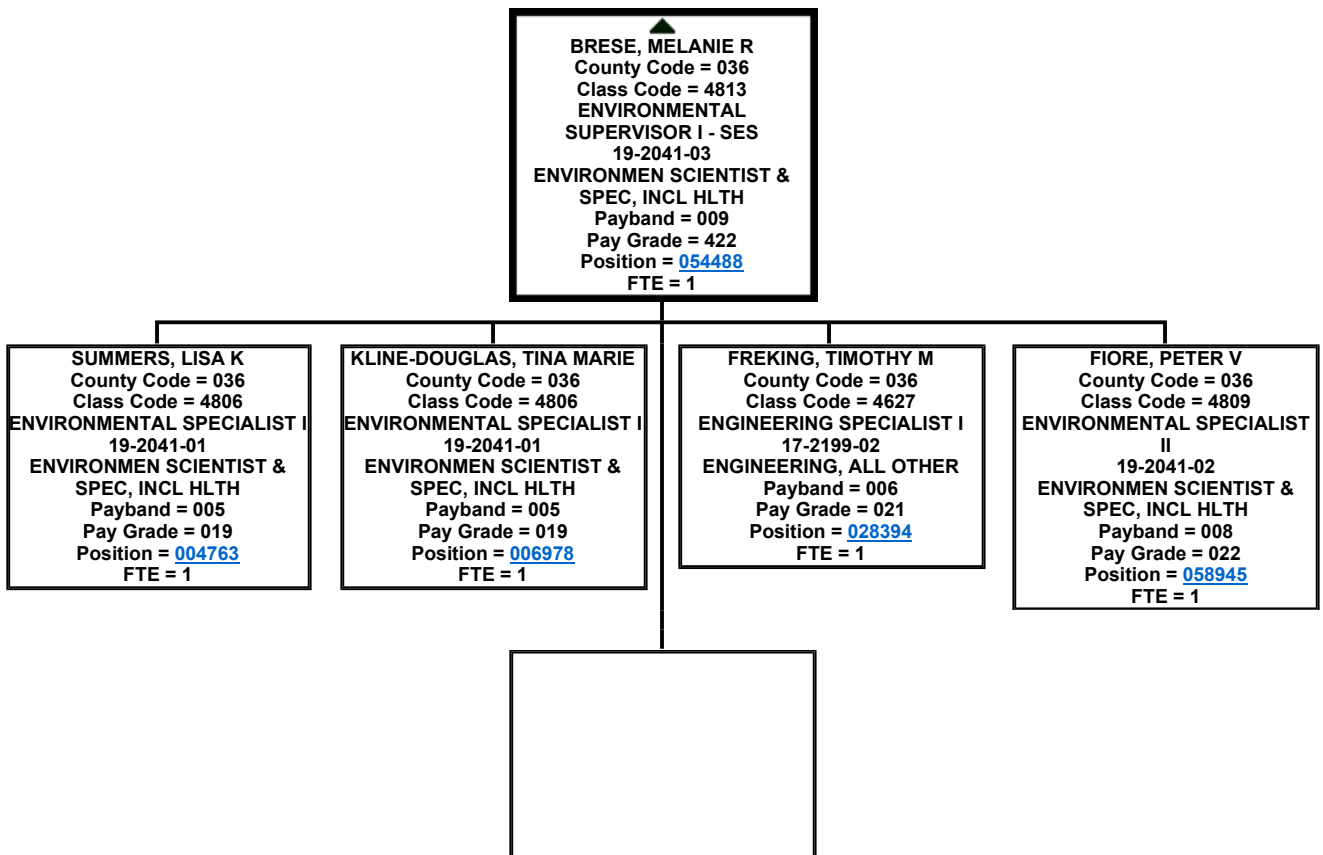 BRESE, MELANIE R
County Code = 036
Class Code = 4813
ENVIRONMENTAL
SUPERVISOR I - SES
19-2041-03
ENVIRONMEN SCIENTIST &
SPEC, INCL HLTH
Payband = 009
Pay Grade = 422
Position = 054488
FTE = 1
SUMMERS, LISA K
County Code = 036
Class Code = 4806
ENVIRONMENTAL SPECIALIST I
19-2041-01
ENVIRONMEN SCIENTIST &
SPEC, INCL HLTH
Payband = 005
Pay Grade = 019
Position = 004763
FTE = 1
KLINE-DOUGLAS, TINA MARIE
County Code = 036
Class Code = 4806
ENVIRONMENTAL SPECIALIST I
19-2041-01
ENVIRONMEN SCIENTIST &
SPEC, INCL HLTH
Payband = 005
Pay Grade = 019
Position = 006978
FTE = 1
FREKING, TIMOTHY M
County Code = 036
Class Code = 4627
ENGINEERING SPECIALIST I
17-2199-02
ENGINEERING, ALL OTHER
Payband = 006
Pay Grade = 021
Position = 028394
FTE = 1
FIORE, PETER V
County Code = 036
Class Code = 4809
ENVIRONMENTAL SPECIALIST
II
19-2041-02
ENVIRONMEN SCIENTIST &
SPEC, INCL HLTH
Payband = 008
Pay Grade = 022
Position = 058945
FTE = 1